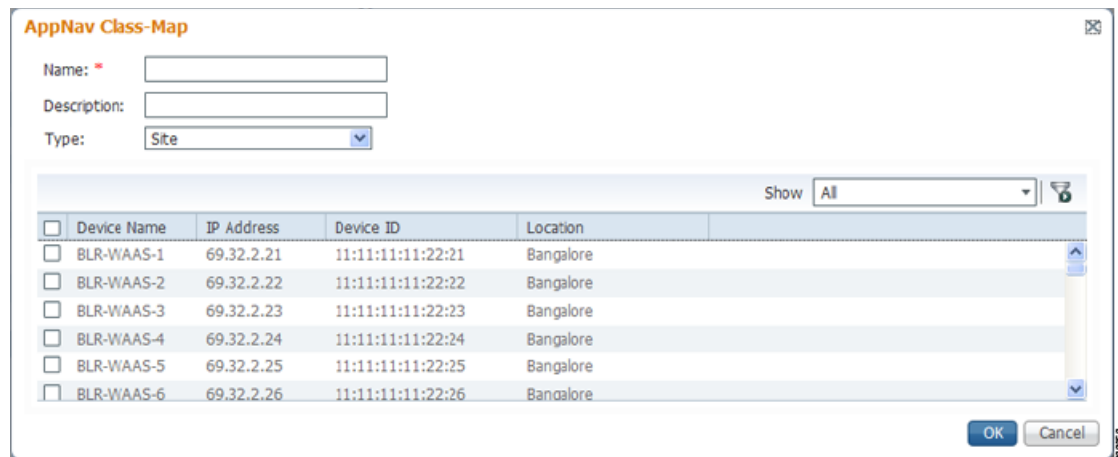 AppNav Class-Map
Name: *
Description:
Type: Site
Show All
Device Name IP Address Device ID Location
BLR-WAAS-1 69.32.2.21 11:11:11:11:22:21 Bangalore
BLR-WAAS-2 69.32.2.22 11:11:11:11:22:22 Bangalore
BLR-WAAS-3 69.32.2.23 11:11:11:11:22:23 Bangalore
BLR-WAAS-4 69.32.2.24 11:11:11:11:22:24 Bangalore
BLR-WAAS-5 69.32.2.25 11:11:11:11:22:25 Bangalore
BLR-WAAS-6 69.32.2.26 11:11:11:11:22:26 Bangalore
OK Cancel